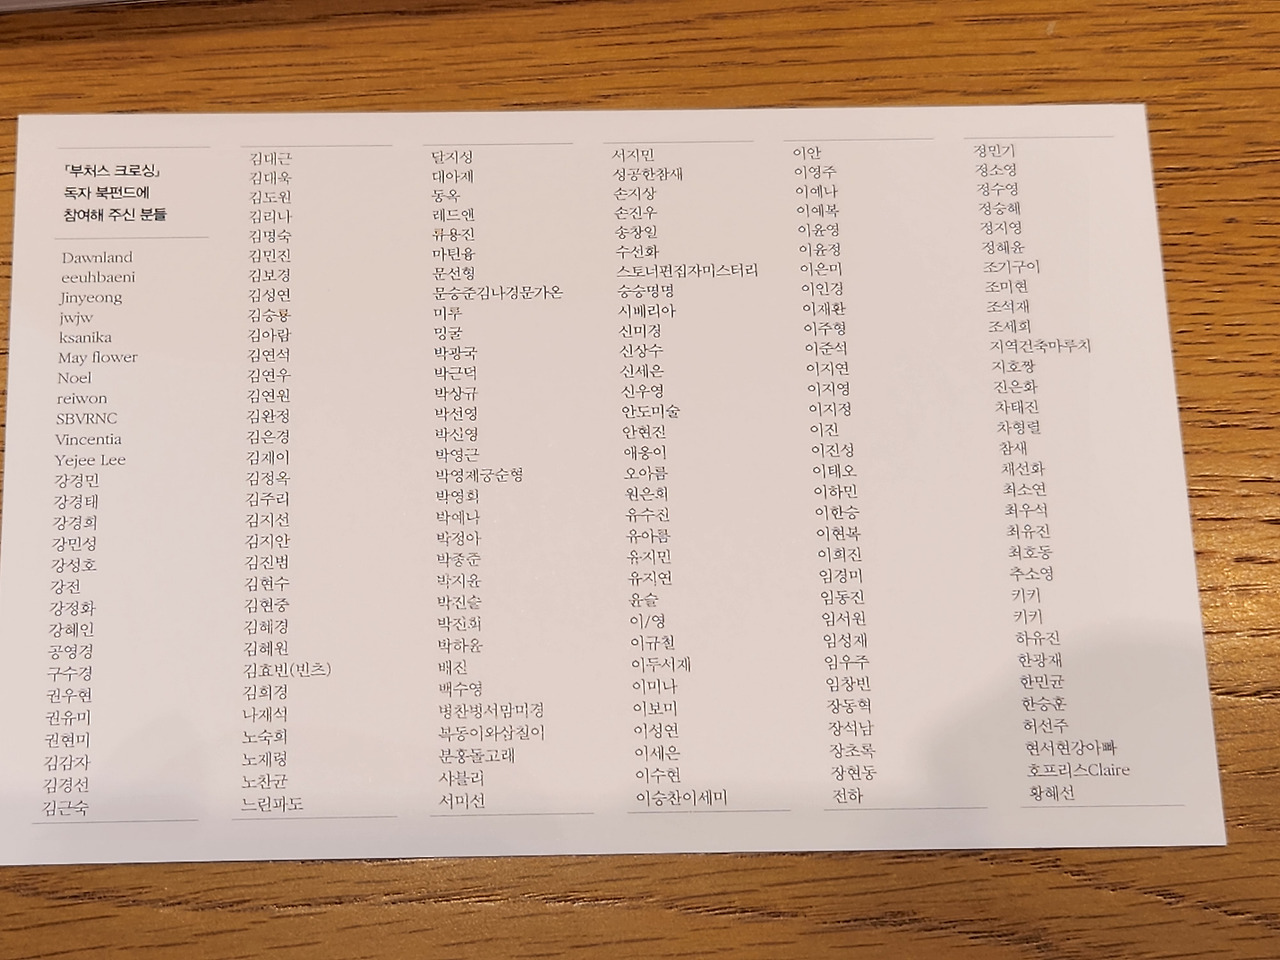 『부처스 크로싱』
독자 북펀드에
참여해 주신 분들
Dawnland
eeuhbaeni
Jinyeong
jwjw
ksanika
May flower
Noel
reiwon
SBVRNC
Vincentia
Yejee Lee
강경민
강경태
강경희
강민성
강성호
강전
강정화
강혜인
공영경
구수경
권우현
권유미
권현미
김감자
김경선
김근숙
김대근
김대욱
김도원
김리나
김명숙
김민진
김보경
김성연
김승룡
김아람
김연석
김연우
김연원
김완정
김은경
김재이
김정옥
김주리
김지선
김지안
김진범
김현수
김현중
김혜경
김혜원
김효빈(빈츠)
김희경
나재석
노숙희
노재령
노찬균
느린파도
달지성
대아재
동옥
레드앤
류용진
마틴윰
문선형
문승준김나경문가온
미루
밍굴
박광국
박근덕
박상규
박선영
박신영
박영근
박영제궁순형
박영희
박예나
박정아
박종준
박지윤
박진슬
박진희
박하윤
배진
백수영
병찬벙서맘미경
복동이와삽칠이
분홍돌고래
샤블리
서미선
서지민
성공한참새
손지상
손진우
송창일
수선화
스토너편집자미스터리
승승명명
시베리아
신미경
신상수
신세은
신우영
안도미술
안현진
애옹이
오아름
원은희
유수진
유아름
유지민
유지연
윤슬
이/영
이규철
이두서재
이미나
이보미
이성연
이세은
이수현
이승찬이세미
이안
이영주
이예나
이예복
이윤영
이윤정
이은미
이인경
이재환
이주형
이준석
이지연
이지영
이지정
이진
이진성
이태오
이하민
이한승
이현복
이희진
임경미
임동진
임서원
임성재
임우주
임창빈
장동혁
장석남
장초록
장현동
전하
정민기
정소영
정수영
정승혜
정지영
정혜윤
조기구이
조미현
조석재
조세희
지역건축마루치
지호짱
진은화
차태진
차형렬
참새
채선화
최소연
최우석
최유진
최호동
추소영
키키
키키
하유진
한광재
한민균
한승훈
허선주
현서현강아빠
호프리스Claire
황혜선